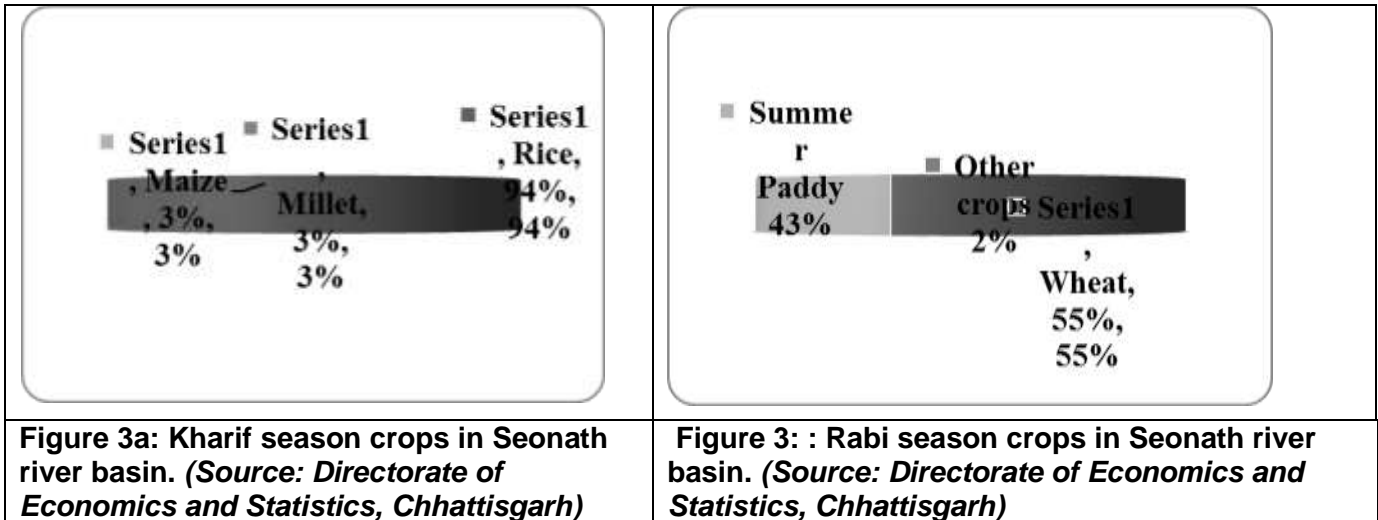 Series1
, Maize
, 3%,
3%
Series1
,
Millet,
3%,
3%
Series1
, Rice,
94%,
94%
Summe
r
Paddy
43%
Other
crops
2%
Series1
,
Wheat,
55%,
55%
Figure 3a: Kharif season crops in Seonath
river basin. (Source: Directorate of
Economics and Statistics, Chhattisgarh)
Figure 3: : Rabi season crops in Seonath river
basin. (Source: Directorate of Economics and
Statistics, Chhattisgarh)